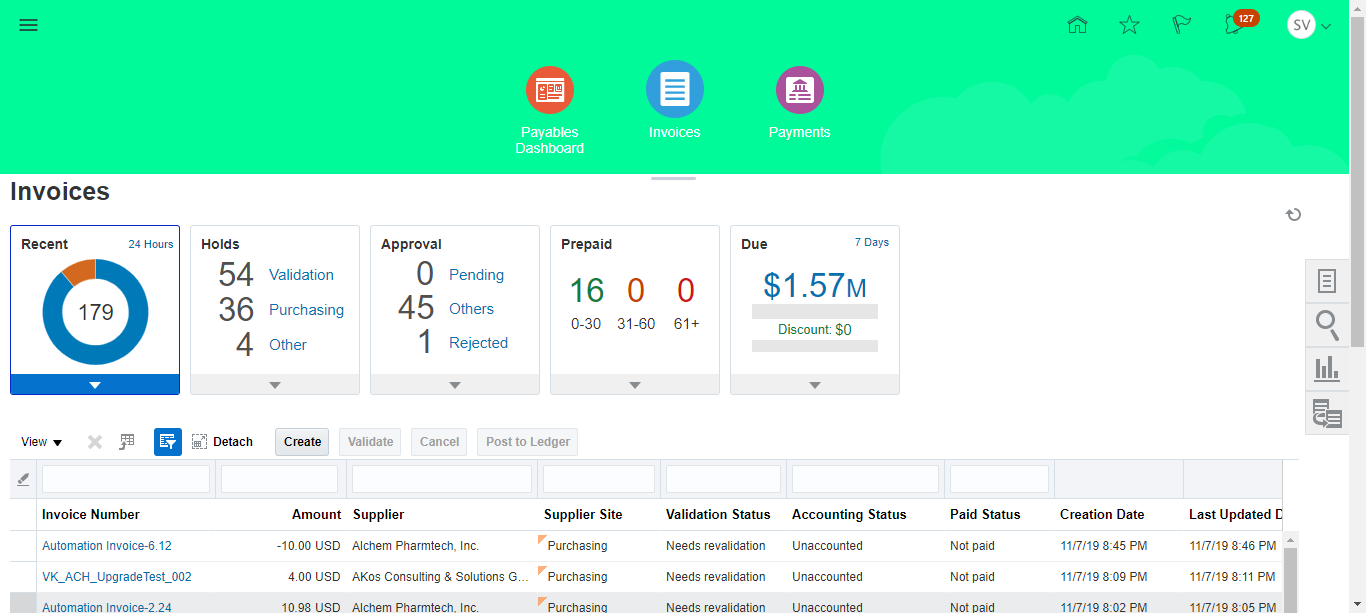 127
SV
Payables
Dashboard
Invoices
Payments
Invoices
Recent 24 Hours
179
Holds
54 Validation
36 Purchasing
4 Other
Approval
0 Pending
45 Others
1 Rejected
Prepaid
16 0 0
0-30 31-60 61+
Due 7 Days
$1.57M
Discount: $0
View Detach Create Validate Cancel Post to Ledger
Invoice Number Amount Supplier Supplier Site Validation Status Accounting Status Paid Status Creation Date Last Updated D
Automation Invoice-6.12 -10.00 USD Alchem Pharmtech, Inc. Purchasing Needs revalidation Unaccounted Not paid 11/7/19 8:45 PM 11/7/19 8:46 PM
VK_ACH_UpgradeTest_002 4.00 USD AKos Consulting & Solutions G... Purchasing Needs revalidation Unaccounted Not paid 11/7/19 8:09 PM 11/7/19 8:11 PM
Automation Invoice-2.24 10.98 USD Alchem Pharmtech, Inc. Purchasing Needs revalidation Unaccounted Not paid 11/7/19 8:02 PM 11/7/19 8:05 PM